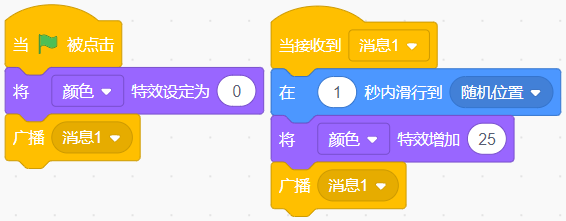 当 被点击
将 颜色 特效设定为 0
广播 消息1
当接收到 消息1
在 1 秒内滑行到 随机位置
将 颜色 特效增加 25
广播 消息1